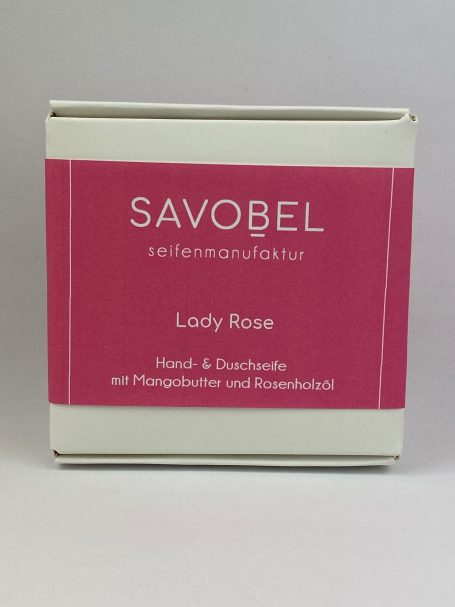 SAVOBEL
seifenmanufaktur
Lady Rose
Hand- & Duschseife
mit Mangobutter und Rosenholzöl